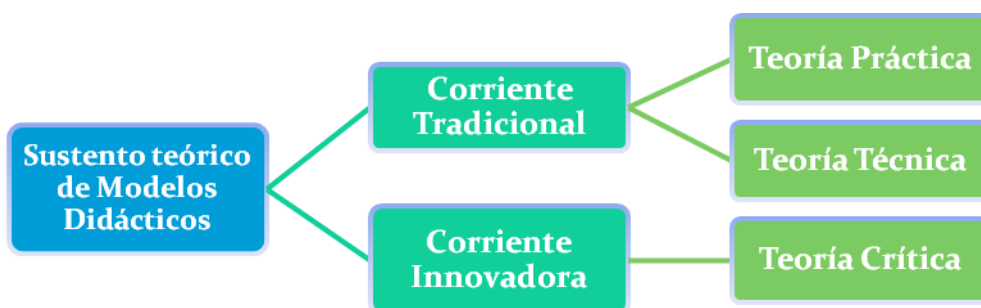 Sustento teórico
de Modelos
Didácticos
Corriente
Tradicional
Teoría Práctica
Teoría Técnica
Corriente
Innovadora
Teoría Crítica